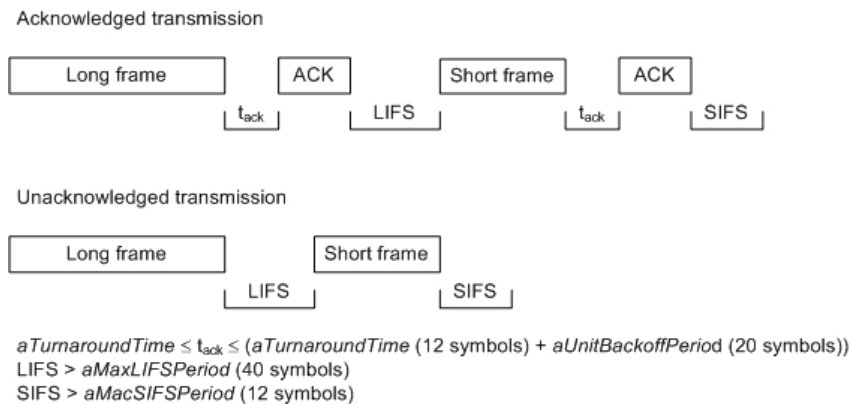 Acknowledged transmission
Long frame ACK Short frame ACK
tack LIFS tack SIFS
Unacknowledged transmission
Long frame Short frame
LIFS SIFS
aTurnaroundTime ≤ tack ≤ (aTurnaroundTime (12 symbols) + aUnitBackoffPeriod (20 symbols))
LIFS > aMaxLIFSPeriod (40 symbols)
SIFS > aMacSIFSPeriod (12 symbols)